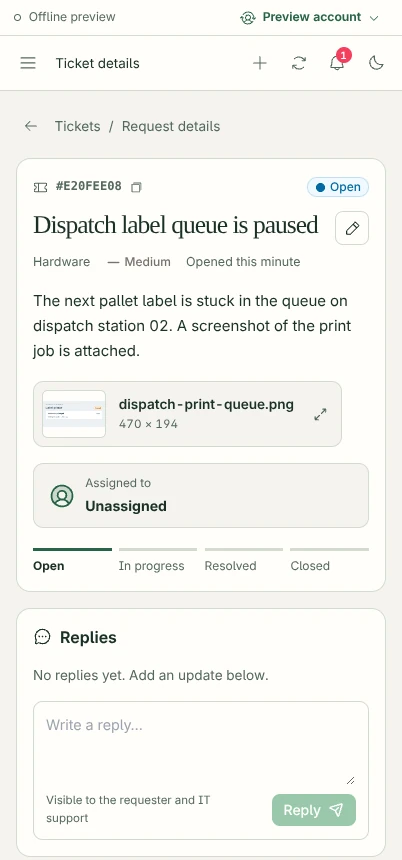 Offline preview
Preview account
Ticket details
1
Tickets / Request details
#E20FEE08
Open
Dispatch label queue is paused
Hardware
— Medium
Opened this minute
The next pallet label is stuck in the queue on
dispatch station 02. A screenshot of the print
job is attached.
dispatch-print-queue.png
470 × 194
Assigned to
Unassigned
Open
In progress
Resolved
Closed
Replies
No replies yet. Add an update below.
Write a reply...
Visible to the requester and IT
support
Reply